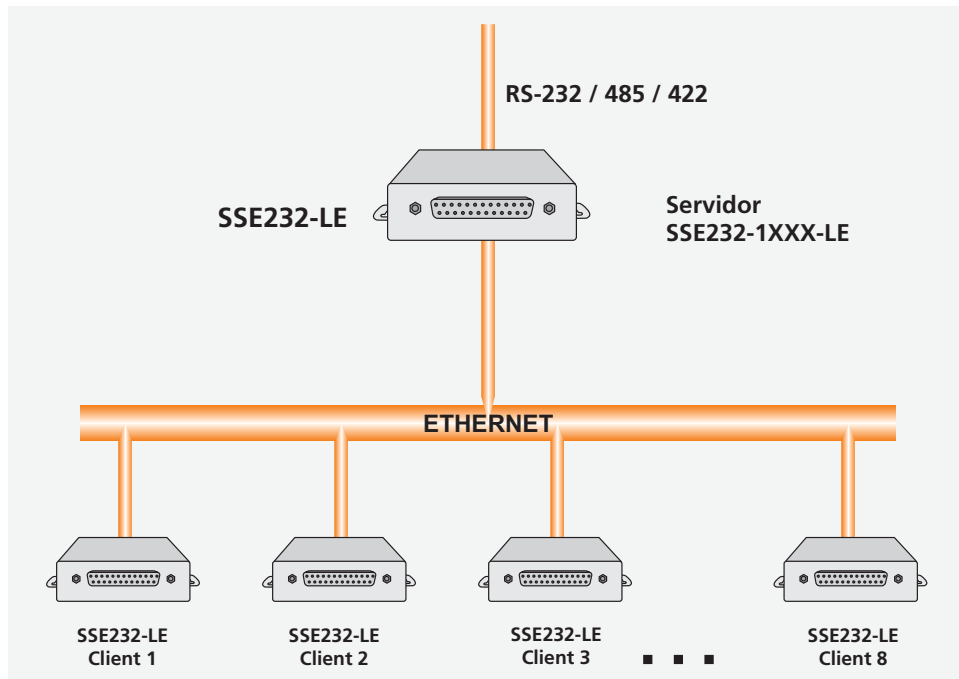 RS-232 / 485 / 422
SSE232-LE
Servidor
SSE232-1XXX-LE
ETHERNET
SSE232-LE
Client 1
SSE232-LE
Client 2
SSE232-LE
Client 3
SSE232-LE
Client 8